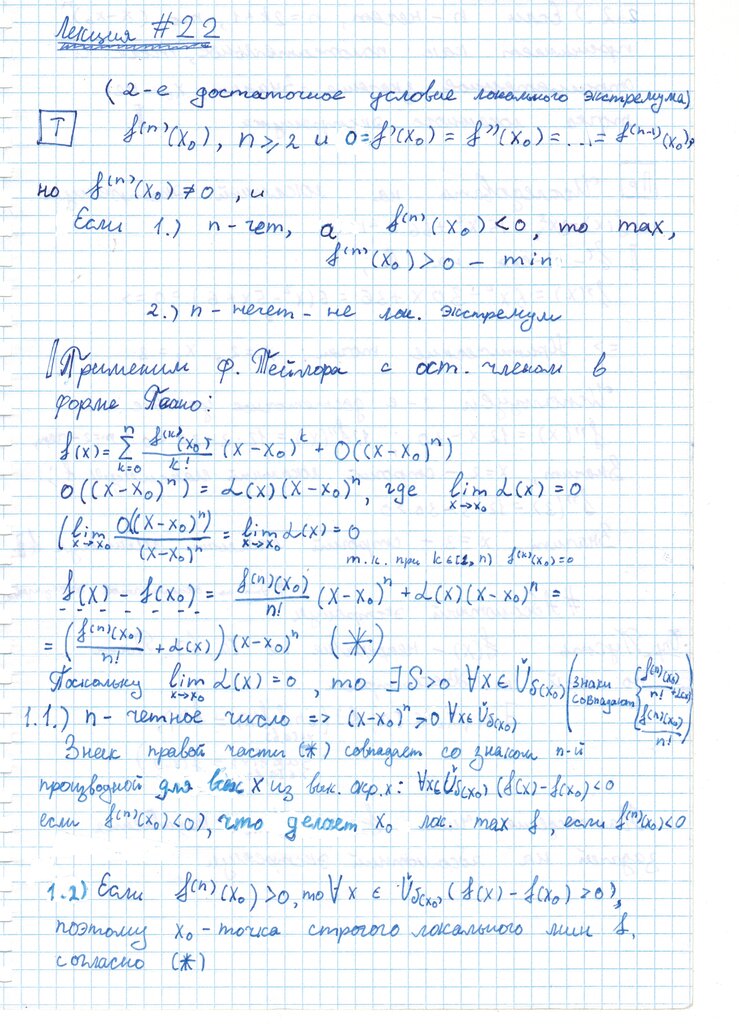 Лекция #22
(2-е достаточное условие локального экстремума)
T f⁽ⁿ⁾(x₀), n⩾2 и 0=f'(x₀) = f''(x₀) = ... = f⁽ⁿ⁻¹⁾(x₀),
но f⁽ⁿ⁾(x₀) ≠ 0, и
Если 1.) n-чет, а f⁽ⁿ⁾(x₀) < 0, то max,
f⁽ⁿ⁾(x₀) > 0 – min
2.) n – нечет – не лок. экстремум
Применим ф. Тейлора с ост. членом в
форме Пеано:
f(x) = ∑ₖ₌₀ⁿ f⁽ᵏ⁾(x₀)/k! (x-x₀)ᵏ + o((x-x₀)ⁿ)
o((x-x₀)ⁿ) = α(x)(x-x₀)ⁿ, где lim x→x₀ α(x) = 0
(lim x→x₀ o((x-x₀)ⁿ)/(x-x₀)ⁿ = lim x→x₀ α(x) = 0
т.к. при k∈[1,n) f⁽ᵏ⁾(x₀)=0
f(x) - f(x₀) = f⁽ⁿ⁾(x₀)/n! (x-x₀)ⁿ + α(x)(x-x₀)ⁿ =
= (f⁽ⁿ⁾(x₀)/n! + α(x))(x-x₀)ⁿ (*)
Поскольку lim x→x₀ α(x) = 0, то ∃δ>0 ∀x∈Ǔδ(x₀) (знаки совпадают { f⁽ⁿ⁾(x₀)/n! + α(x) f⁽ⁿ⁾(x₀)/n! )
1.1.) n – четное число => (x-x₀)ⁿ>0 ∀x∈Ǔδ(x₀)
Знак правой части (*) совпадает со знаком n-й
производной для всех x из вык. окр. x: ∀x∈Ǔδ(x₀) (f(x)-f(x₀)<0
если f⁽ⁿ⁾(x₀)<0), что делает x₀ лок. max f, если f⁽ⁿ⁾(x₀)<0
1.2) Если f⁽ⁿ⁾(x₀)>0, то ∀x ∈ Ǔδ(x₀) (f(x) - f(x₀) >0),
поэтому x₀ – точка строгого локального мин f,
согласно (*)